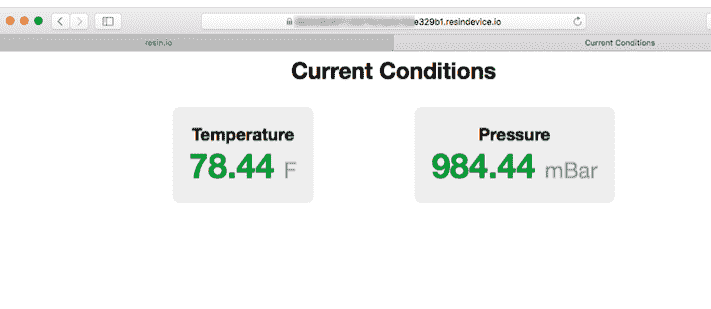 e329b1.resindevice.io
resin.io
Current Conditions
Current Conditions
Temperature
Pressure
78.44 F
984.44 mBar